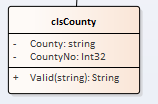 clsCounty
- County: string
- CountyNo: Int32
+ Valid(string): String